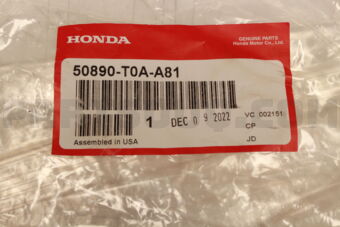 HONDA
GENUINE PARTS
Honda Motor Co., Ltd.
50890-T0A-A81
1 DEC 09 2022 VC 002151
CP
Assembled in USA JD